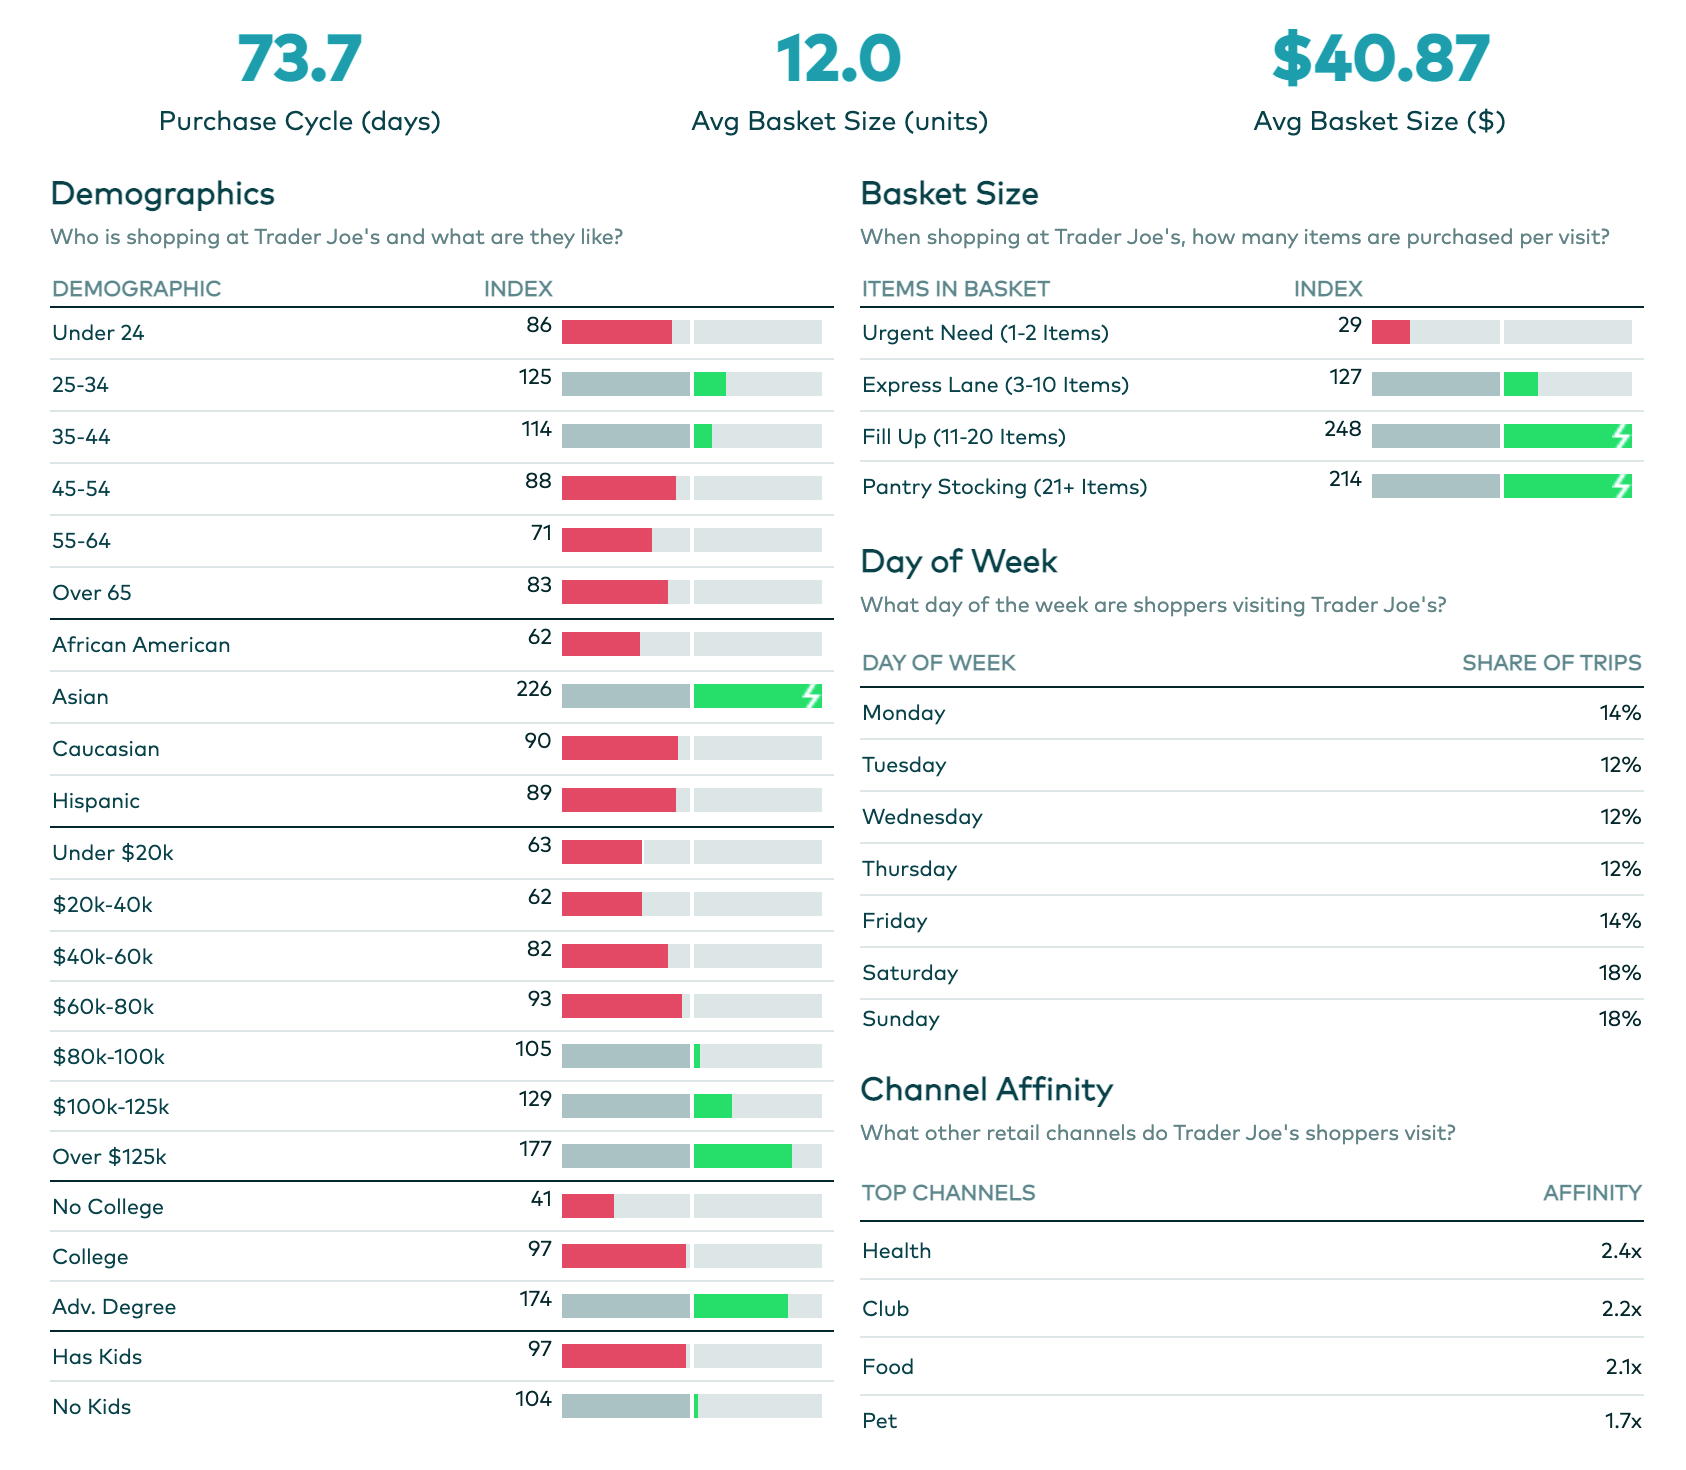 73.7
Purchase Cycle (days)
12.0
Avg Basket Size (units)
$40.87
Avg Basket Size ($)
Demographics
Who is shopping at Trader Joe's and what are they like?
DEMOGRAPHIC INDEX
Under 24 86
25-34 125
35-44 114
45-54 88
55-64 71
Over 65 83
African American 62
Asian 226
Caucasian 90
Hispanic 89
Under $20k 63
$20k-40k 62
$40k-60k 82
$60k-80k 93
$80k-100k 105
$100k-125k 129
Over $125k 177
No College 41
College 97
Adv. Degree 174
Has Kids 97
No Kids 104
Basket Size
When shopping at Trader Joe's, how many items are purchased per visit?
ITEMS IN BASKET INDEX
Urgent Need (1-2 Items) 29
Express Lane (3-10 Items) 127
Fill Up (11-20 Items) 248
Pantry Stocking (21+ Items) 214
Day of Week
What day of the week are shoppers visiting Trader Joe's?
DAY OF WEEK SHARE OF TRIPS
Monday 14%
Tuesday 12%
Wednesday 12%
Thursday 12%
Friday 14%
Saturday 18%
Sunday 18%
Channel Affinity
What other retail channels do Trader Joe's shoppers visit?
TOP CHANNELS AFFINITY
Health 2.4x
Club 2.2x
Food 2.1x
Pet 1.7x